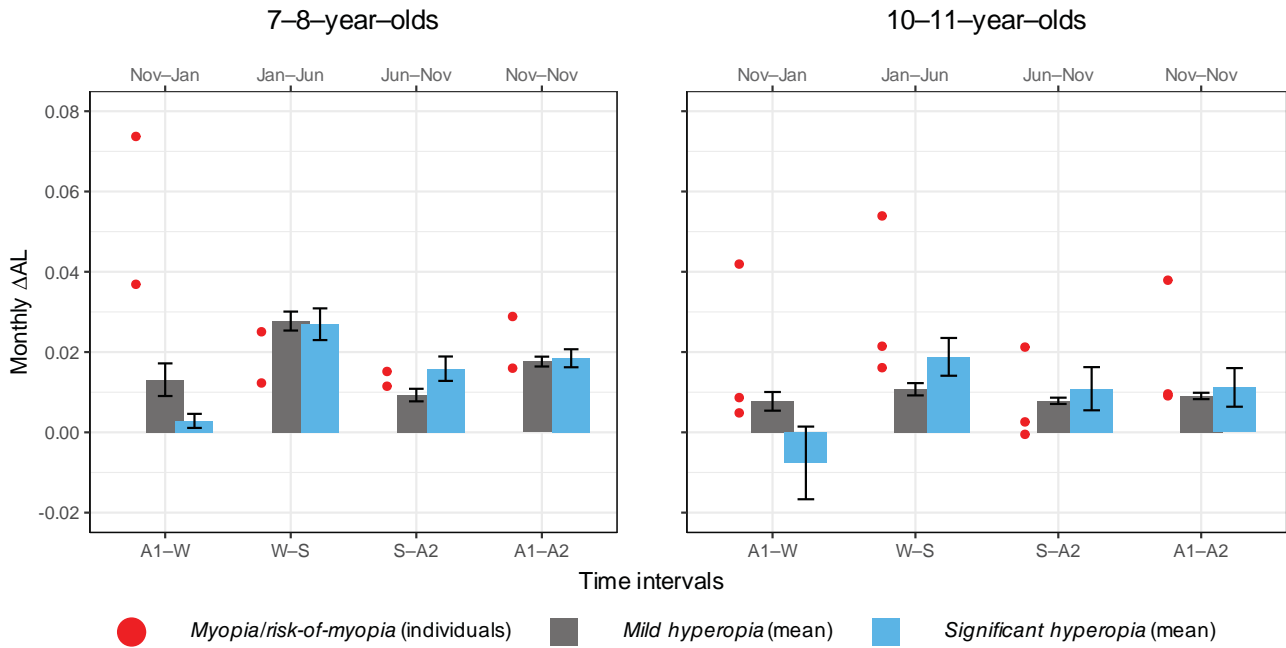 7–8–year–olds
10–11–year–olds
Nov–Jan Jan–Jun Jun–Nov Nov–Nov
Nov–Jan Jan–Jun Jun–Nov Nov–Nov
0.08
0.06
0.04
0.02
0.00
-0.02
Monthly ΔAL
A1–W W–S S–A2 A1–A2
A1–W W–S S–A2 A1–A2
Time intervals
Myopia/risk-of-myopia (individuals) Mild hyperopia (mean) Significant hyperopia (mean)